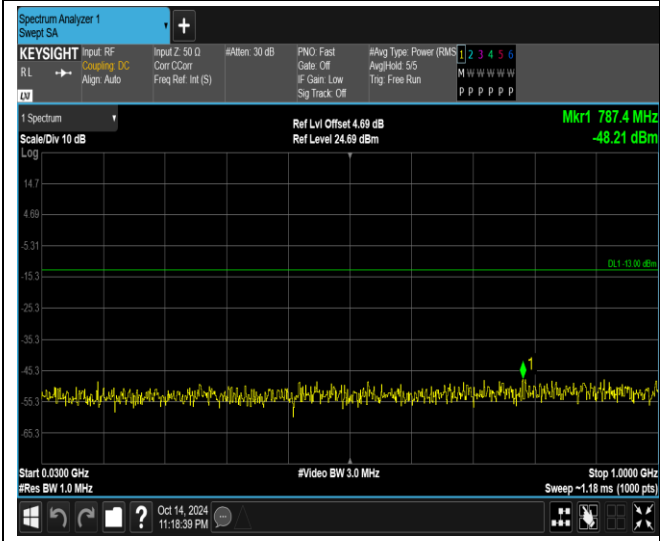 Spectrum Analyzer 1
Swept SA
+
KEYSIGHT
Input: RF
Input Z: 50 Ω
#Atten: 30 dB
PNO: Fast
#Avg Type: Power (RMS
1 2 3 4 5 6
RL
Coupling: DC
Corr CCorr
Gate: Off
Avg|Hold: 5/5
M W W W W W
Align: Auto
Freq Ref: Int (S)
IF Gain: Low
Trig: Free Run
Sig Track: Off
P P P P P P
LXI
1 Spectrum
Ref Lvl Offset 4.69 dB
Mkr1 787.4 MHz
Scale/Div 10 dB
Ref Level 24.69 dBm
-48.21 dBm
Log
14.7
4.69
-5.31
DL1 -13.00 dBm
-15.3
-25.3
-35.3
1
-45.3
-55.3
-65.3
Start 0.0300 GHz
#Video BW 3.0 MHz
Stop 1.0000 GHz
#Res BW 1.0 MHz
Sweep ~1.18 ms (1000 pts)
?
Oct 14, 2024
11:18:39 PM